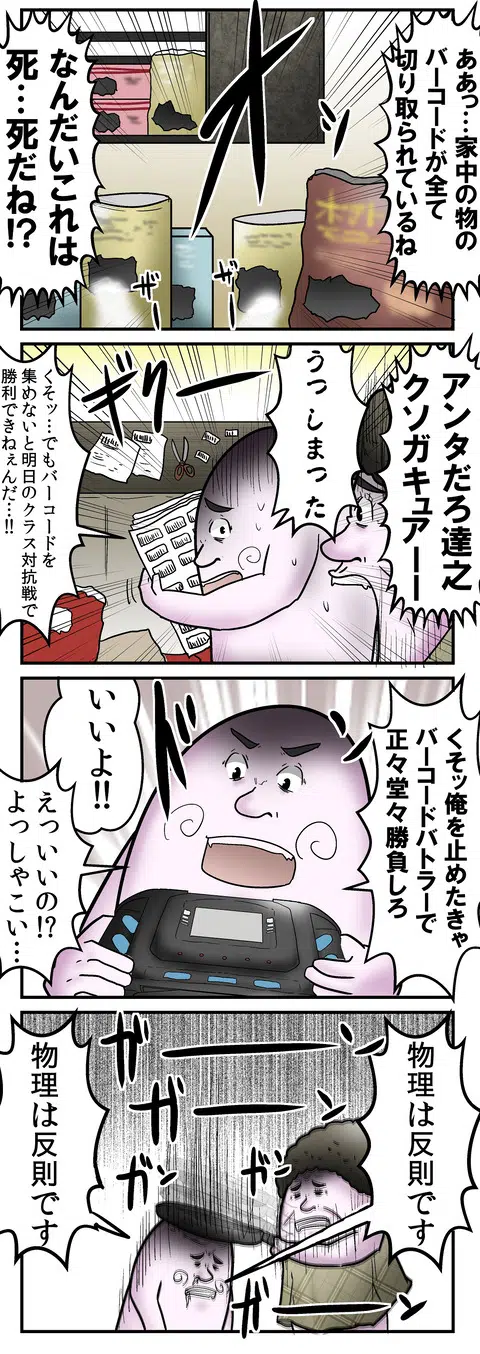 ああっ…家中の物の
バーコードが全て
切り取られているね
なんだいこれは
死…死だね!?
オ
ザー
ザー
アンタだろ達之
クソガキュアーー
うっしまった
ギリー
くそッ…でもバーコードを
集めないと明日のクラス対抗戦で
勝利できねぇんだ…!!
くそッ俺を止めたきゃ
バーコードバトラーで
正々堂々勝負しろ
いいよ!!
えっいいの!?
よっしゃこい…
物理は反則です
ガーーン
ガーーン
ガンー
ガーーン
物理は反則です